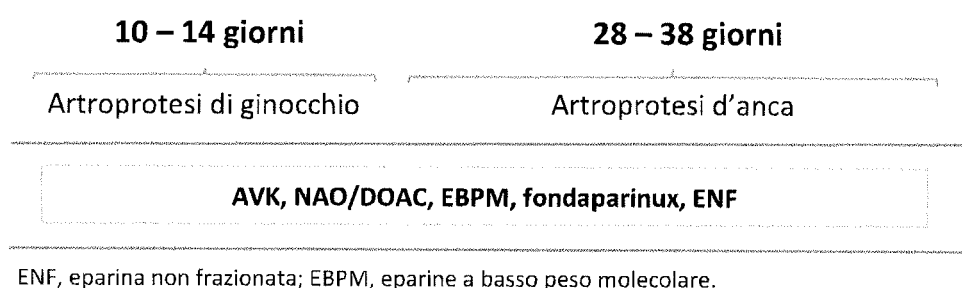 10 – 14 giorni
28 – 38 giorni
Artroprotesi di ginocchio
Artroprotesi d'anca
AVK, NAO/DOAC, EBPM, fondaparinux, ENF
ENF, eparina non frazionata; EBPM, eparine a basso peso molecolare.